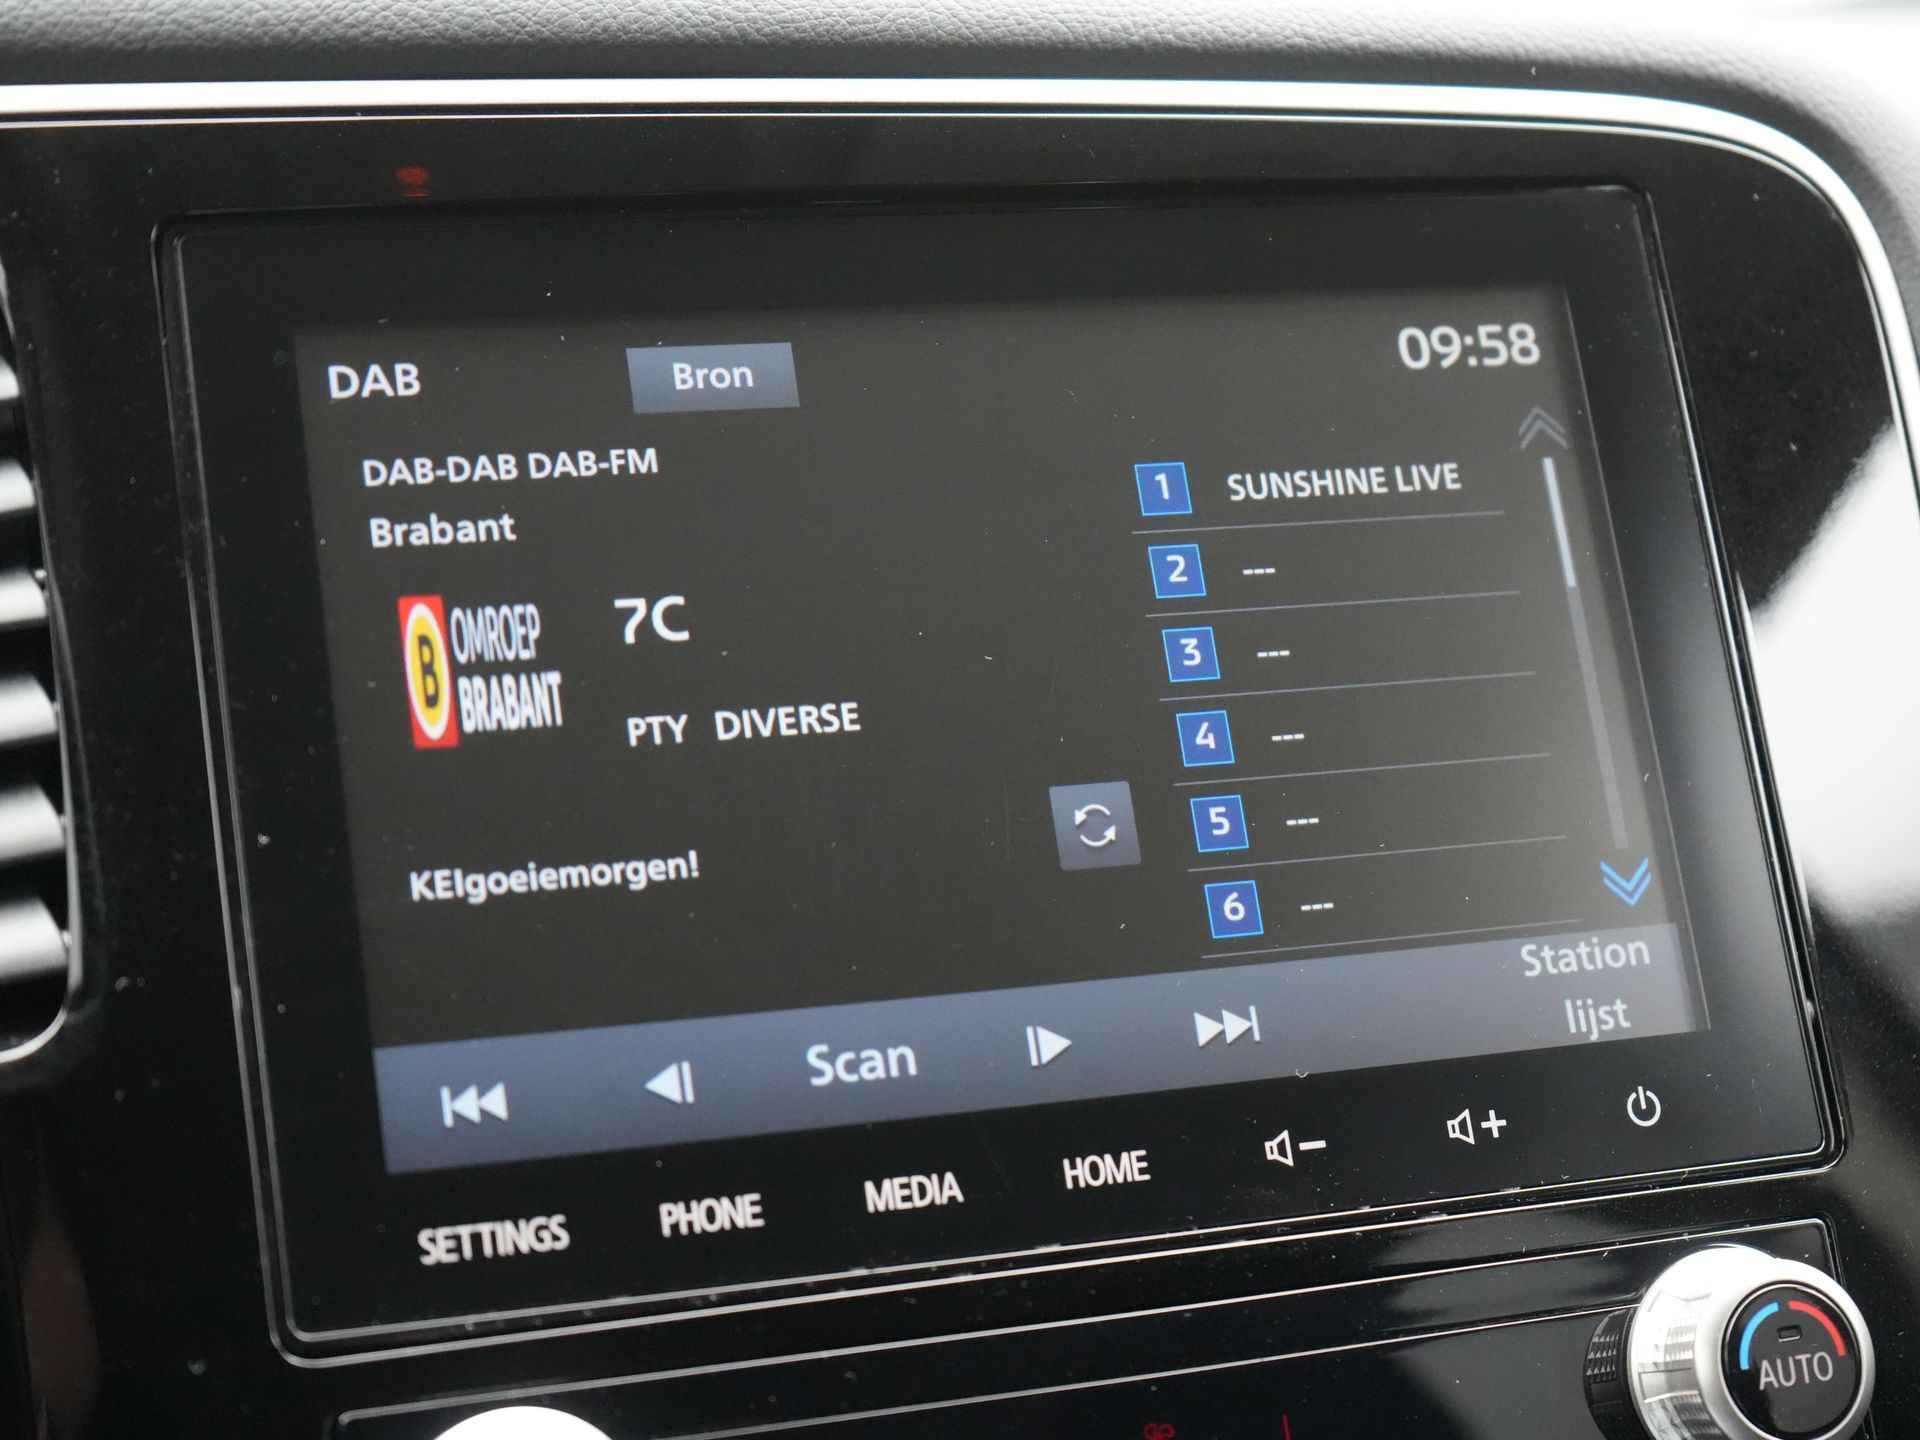 DAB
Bron
09:58
DAB-DAB DAB-FM
Brabant
B
OMROEP
BRABANT
7C
PTY DIVERSE
KEIgoeiemorgen!
1 SUNSHINE LIVE
2 ---
3 ---
4 ---
5 ---
6 ---
Scan
Station
lijst
SETTINGS
PHONE
MEDIA
HOME
AUTO